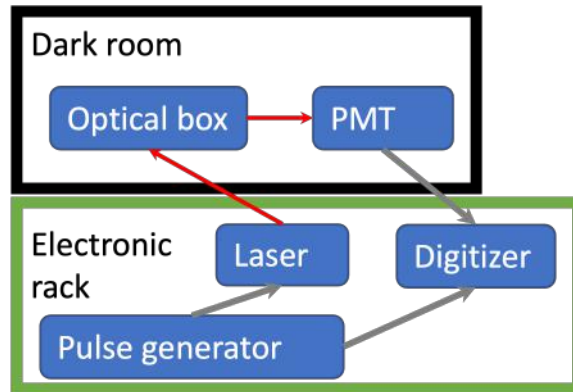 Dark room
Optical box
PMT
Electronic
rack
Laser
Digitizer
Pulse generator